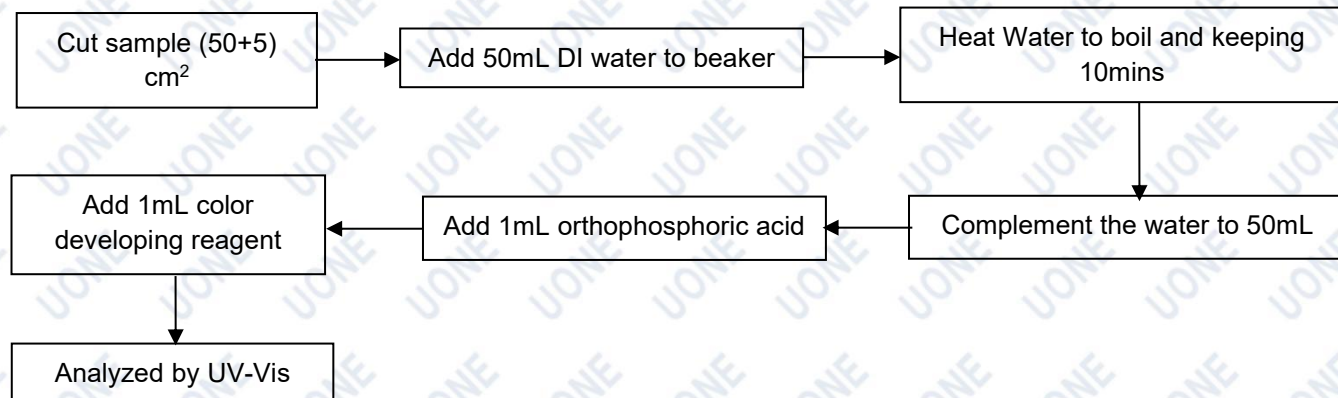 Cut sample (50+5)
cm²
Add 50mL DI water to beaker
Heat Water to boil and keeping
10mins
Complement the water to 50mL
Add 1mL orthophosphoric acid
Add 1mL color
developing reagent
Analyzed by UV-Vis
UONE